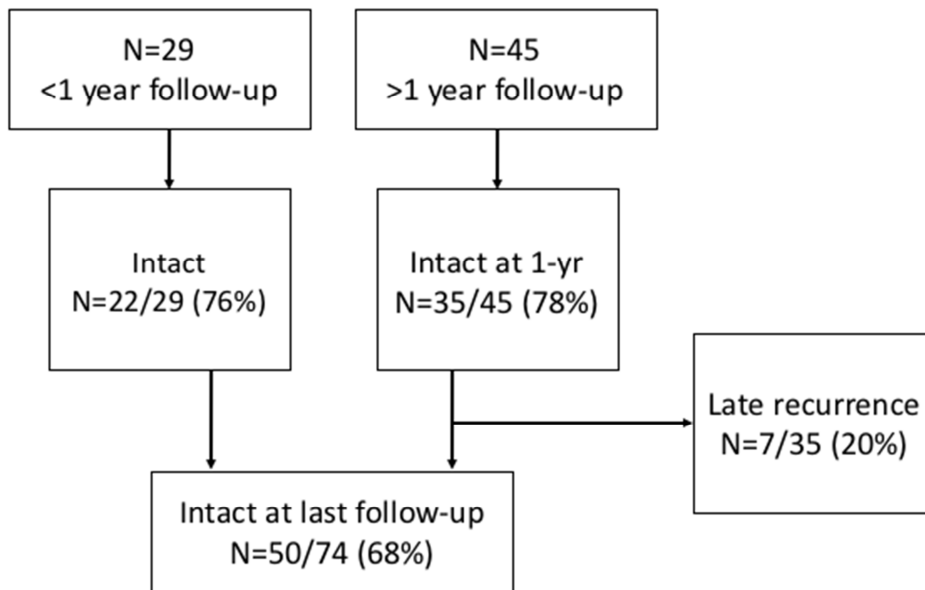 N=29
<1 year follow-up
N=45
>1 year follow-up
Intact
N=22/29 (76%)
Intact at 1-yr
N=35/45 (78%)
Late recurrence
N=7/35 (20%)
Intact at last follow-up
N=50/74 (68%)